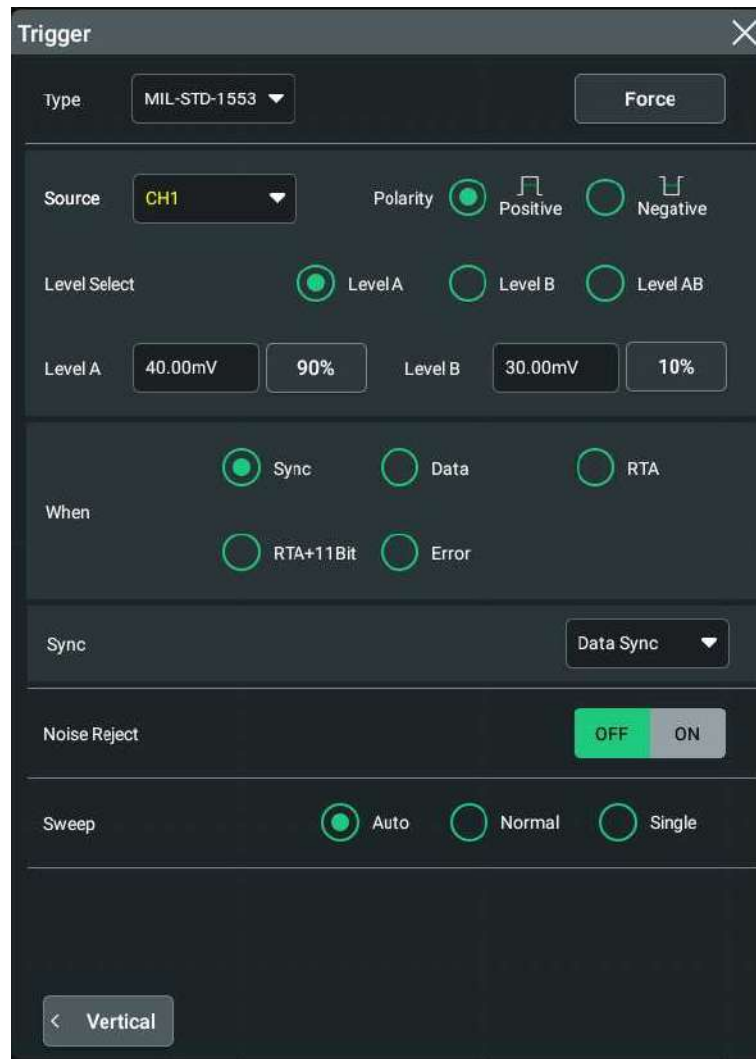 Trigger
Type MIL-STD-1553 Force
Source CH1 Polarity Positive Negative
Level Select Level A Level B Level AB
Level A 40.00mV 90% Level B 30.00mV 10%
Sync Data RTA
When
RTA+11Bit Error
Sync Data Sync
Noise Reject OFF ON
Sweep Auto Normal Single
< Vertical